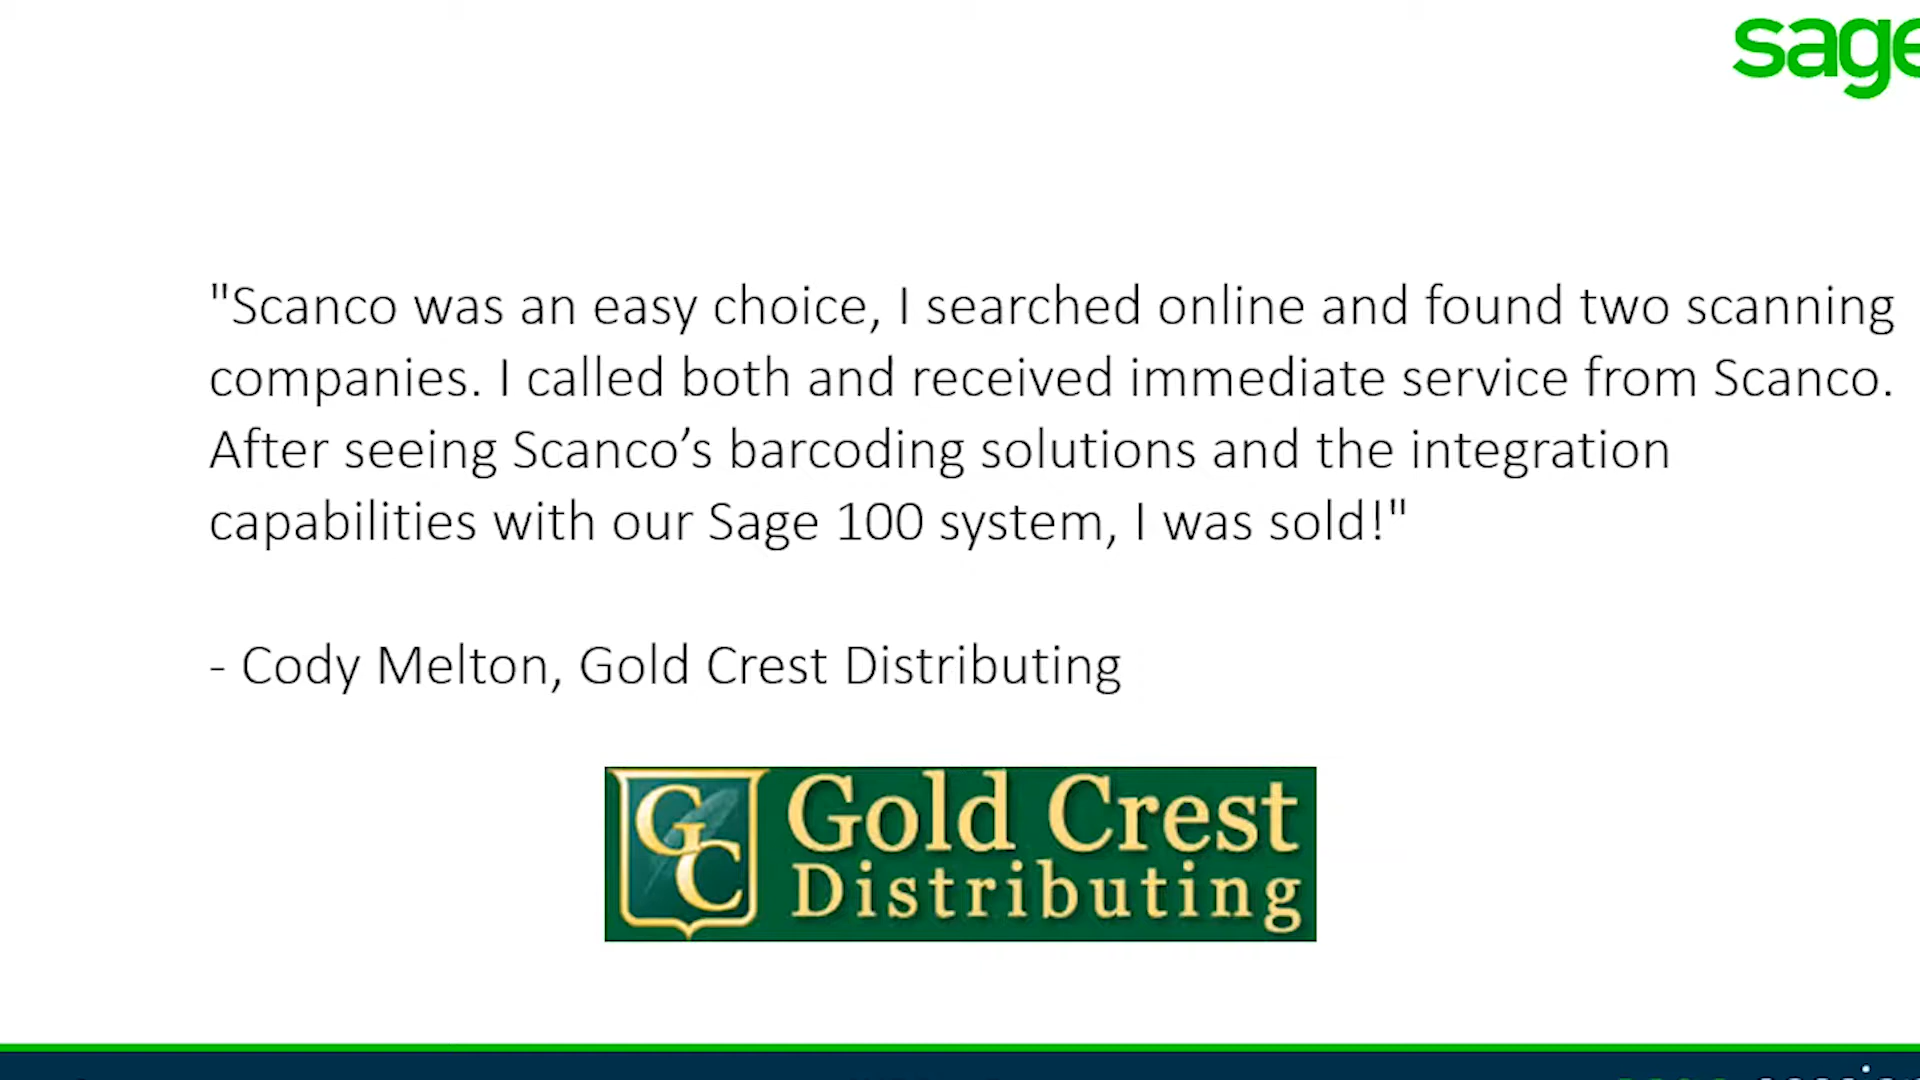 sage
"Scanco was an easy choice, I searched online and found two scanning
companies. I called both and received immediate service from Scanco.
After seeing Scanco’s barcoding solutions and the integration
capabilities with our Sage 100 system, I was sold!"
- Cody Melton, Gold Crest Distributing
GC Gold Crest
Distributing